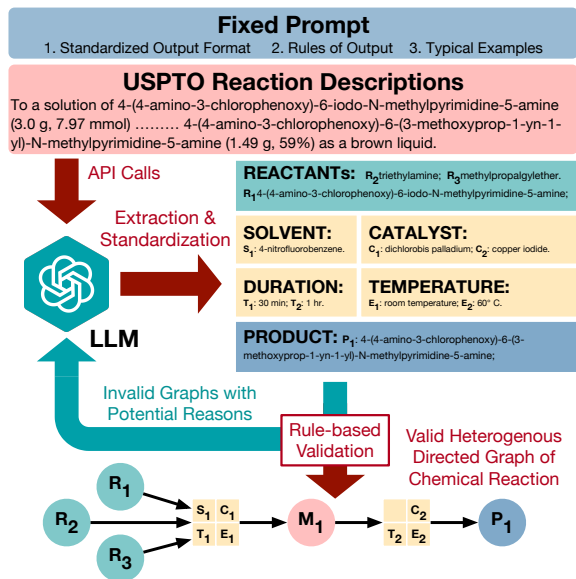 Fixed Prompt
1. Standardized Output Format 2. Rules of Output 3. Typical Examples
USPTO Reaction Descriptions
To a solution of 4-(4-amino-3-chlorophenoxy)-6-iodo-N-methylpyrimidine-5-amine
(3.0 g, 7.97 mmol) ......... 4-(4-amino-3-chlorophenoxy)-6-(3-methoxyprop-1-yn-1-
yl)-N-methylpyrimidine-5-amine (1.49 g, 59%) as a brown liquid.
API Calls
Extraction &
Standardization
LLM
REACTANTs: R2triethylamine; R3methylpropalgylether.
R1 4-(4-amino-3-chlorophenoxy)-6-iodo-N-methylpyrimidine-5-amine;
SOLVENT:
S1: 4-nitrofluorobenzene.
CATALYST:
C1: dichlorobis palladium; C2: copper iodide.
DURATION:
T1: 30 min; T2: 1 hr.
TEMPERATURE:
E1: room temperature; E2: 60° C.
PRODUCT: P1: 4-(4-amino-3-chlorophenoxy)-6-(3-
methoxyprop-1-yn-1-yl)-N-methylpyrimidine-5-amine;
Invalid Graphs with
Potential Reasons
Rule-based
Validation
Valid Heterogenous
Directed Graph of
Chemical Reaction
R1
R2
R3
S1 C1
T1 E1
M1
C2
T2 E2
P1